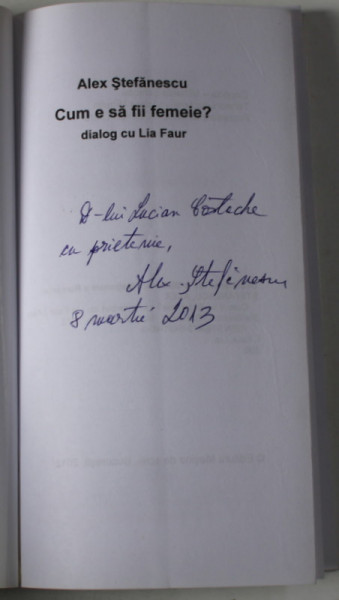 Alex Ştefănescu
Cum e să fii femeie?
dialog cu Lia Faur
D-lui Lucian Costache
cu prietenie,
Alex Ştefănescu
8 martie 2013